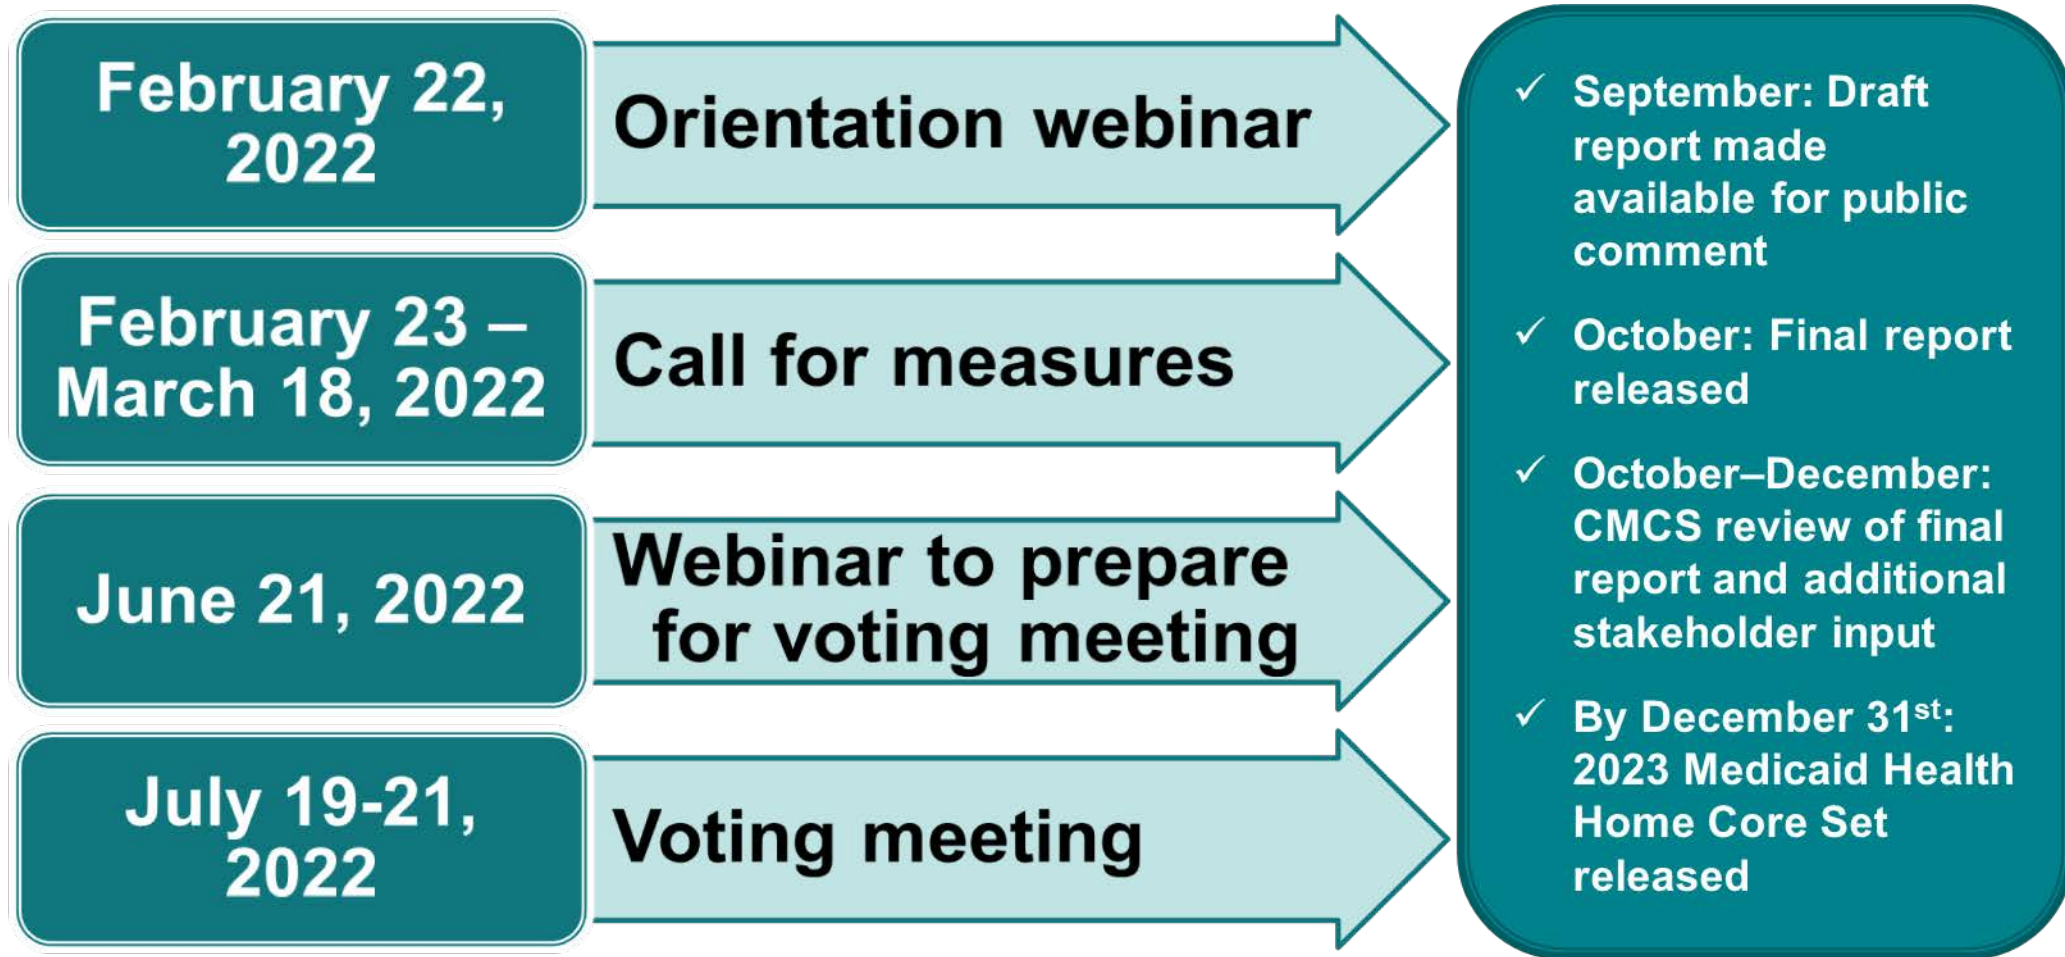 February 22,
2022
Orientation webinar
February 23 –
March 18, 2022
Call for measures
June 21, 2022
Webinar to prepare
for voting meeting
July 19-21,
2022
Voting meeting
✓ September: Draft
report made
available for public
comment
✓ October: Final report
released
✓ October–December:
CMCS review of final
report and additional
stakeholder input
✓ By December 31st:
2023 Medicaid Health
Home Core Set
released